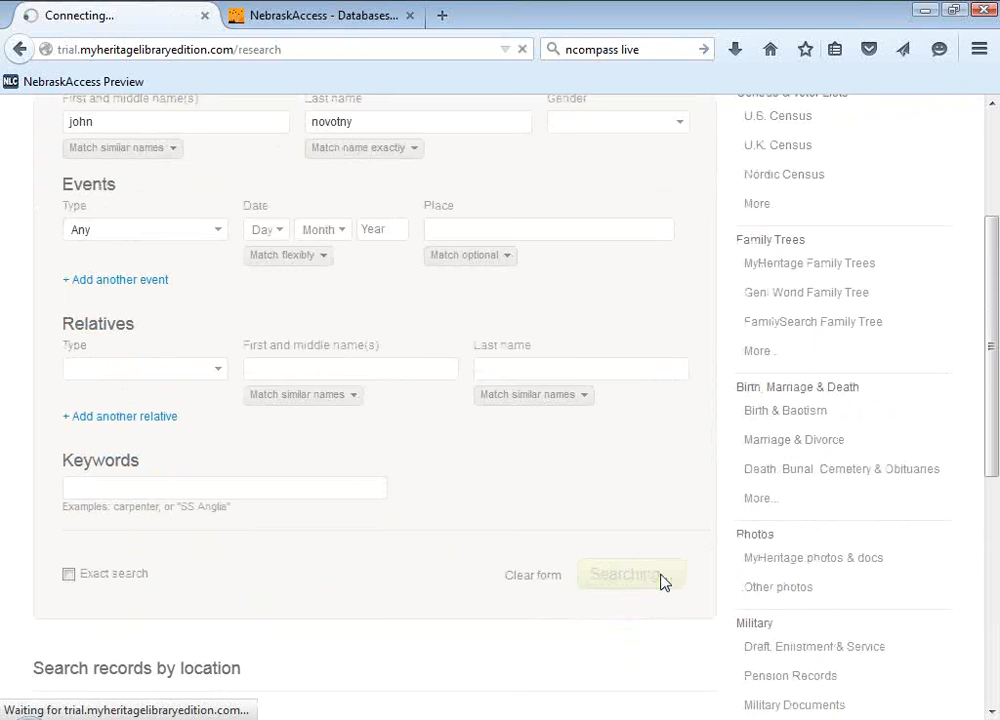 Connecting...
NebraskAccess - Databases...
trial.myheritagelibraryedition.com/research
ncompass live
NLC NebraskAccess Preview
First and middle name(s) Last name Gender
john novotny
Match similar names Match name exactly
Events
Type Date Place
Any Day Month Year
Match flexibly Match optional
+ Add another event
Relatives
Type First and middle name(s) Last name
Match similar names Match similar names
+ Add another relative
Keywords
Examples: carpenter, or "SS Anglia"
Exact search Clear form Searching...
Search records by location
Census & Voter Lists
U.S. Census
U.K. Census
Nordic Census
More
Family Trees
MyHeritage Family Trees
Geni World Family Tree
FamilySearch Family Tree
More...
Birth, Marriage & Death
Birth & Baptism
Marriage & Divorce
Death, Burial, Cemetery & Obituaries
More...
Photos
MyHeritage photos & docs
Other photos
Military
Draft, Enlistment & Service
Pension Records
Military Documents
Waiting for trial.myheritagelibraryedition.com...